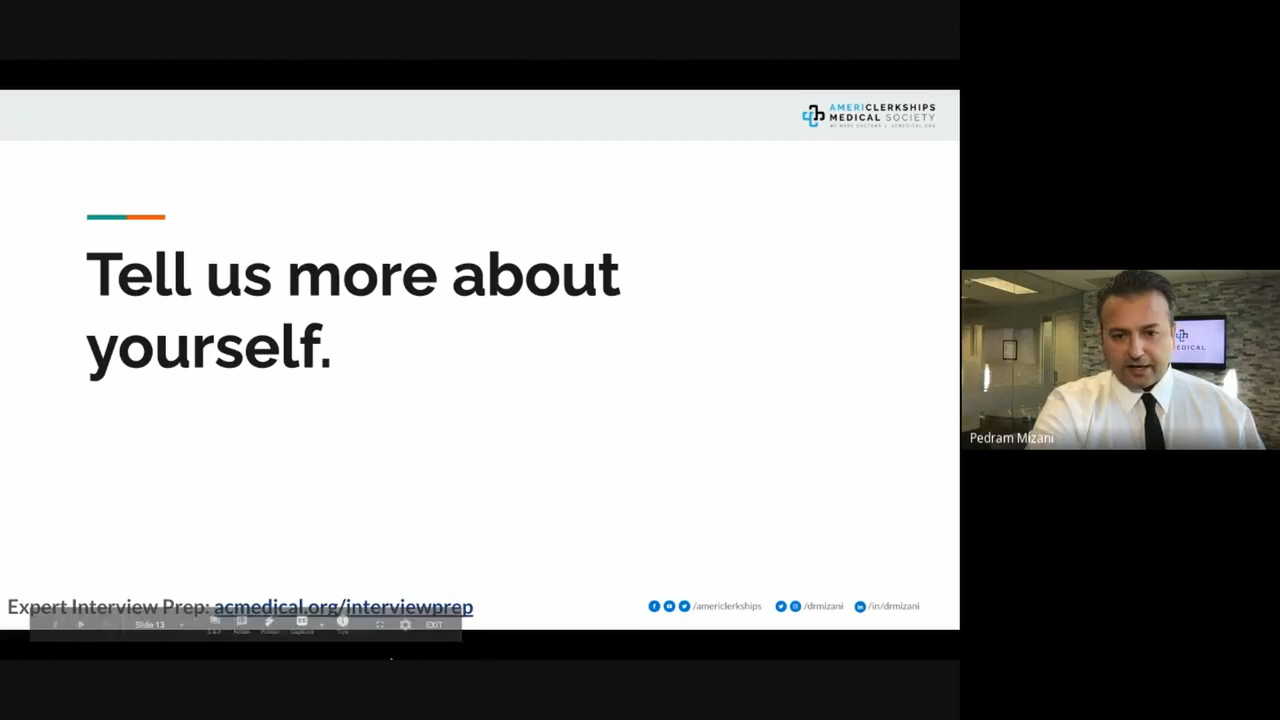 AMERICLERKSHIPS
MEDICAL SOCIETY
Tell us more about
yourself.
EDICAL
Pedram Mizani
Expert Interview Prep: acmedical.org/interviewprep
/americlerkships
/drmizani
/in/drmizani
Slide 13
EXIT